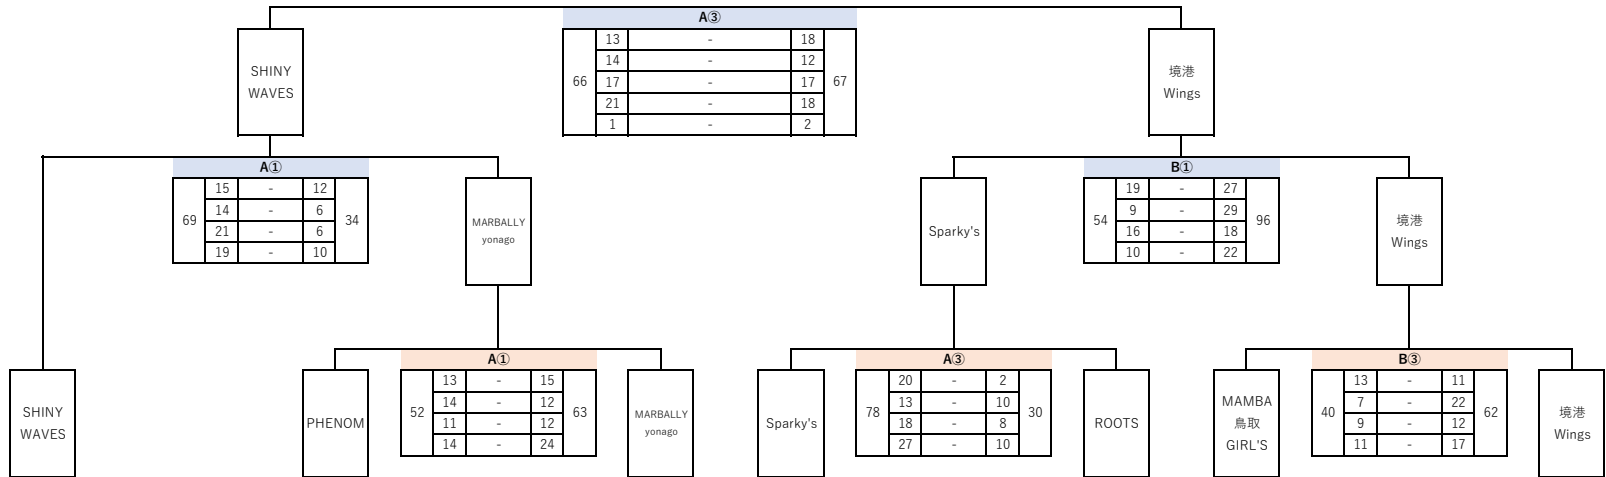 A③
SHINY
WAVES
66
13 - 18
14 - 12
17 - 17
21 - 18
1 - 2
67
境港
Wings
A①
69
15 - 12
14 - 6
21 - 6
19 - 10
34
MARBALLY
yonago
Sparky's
B①
54
19 - 27
9 - 29
16 - 18
10 - 22
96
境港
Wings
SHINY
WAVES
PHENOM
A①
52
13 - 15
14 - 12
11 - 12
14 - 24
63
MARBALLY
yonago
Sparky's
A③
78
20 - 2
13 - 10
18 - 8
27 - 10
30
ROOTS
MAMBA
鳥取
GIRL'S
B③
40
13 - 11
7 - 22
9 - 12
11 - 17
62
境港
Wings